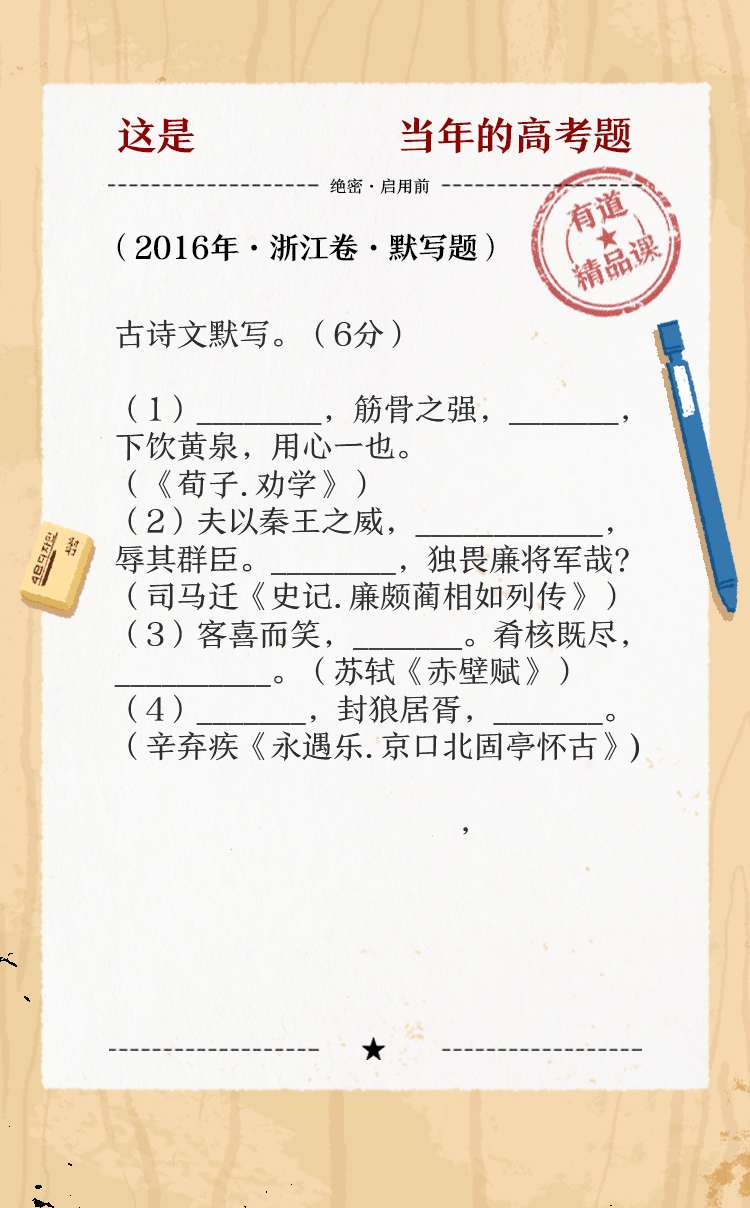 这是 当年的高考题
绝密·启用前
有道
精品课
（2016年·浙江卷·默写题）
古诗文默写。（6分）
（1）________，筋骨之强，_______，
下饮黄泉，用心一也。
（《荀子.劝学》）
（2）夫以秦王之威，____________，
辱其群臣。________，独畏廉将军哉?
（司马迁《史记.廉颇蔺相如列传》）
（3）客喜而笑，_______。肴核既尽，
__________。（苏轼《赤壁赋》）
（4）_______，封狼居胥，_______。
（辛弃疾《永遇乐.京口北固亭怀古》)
，